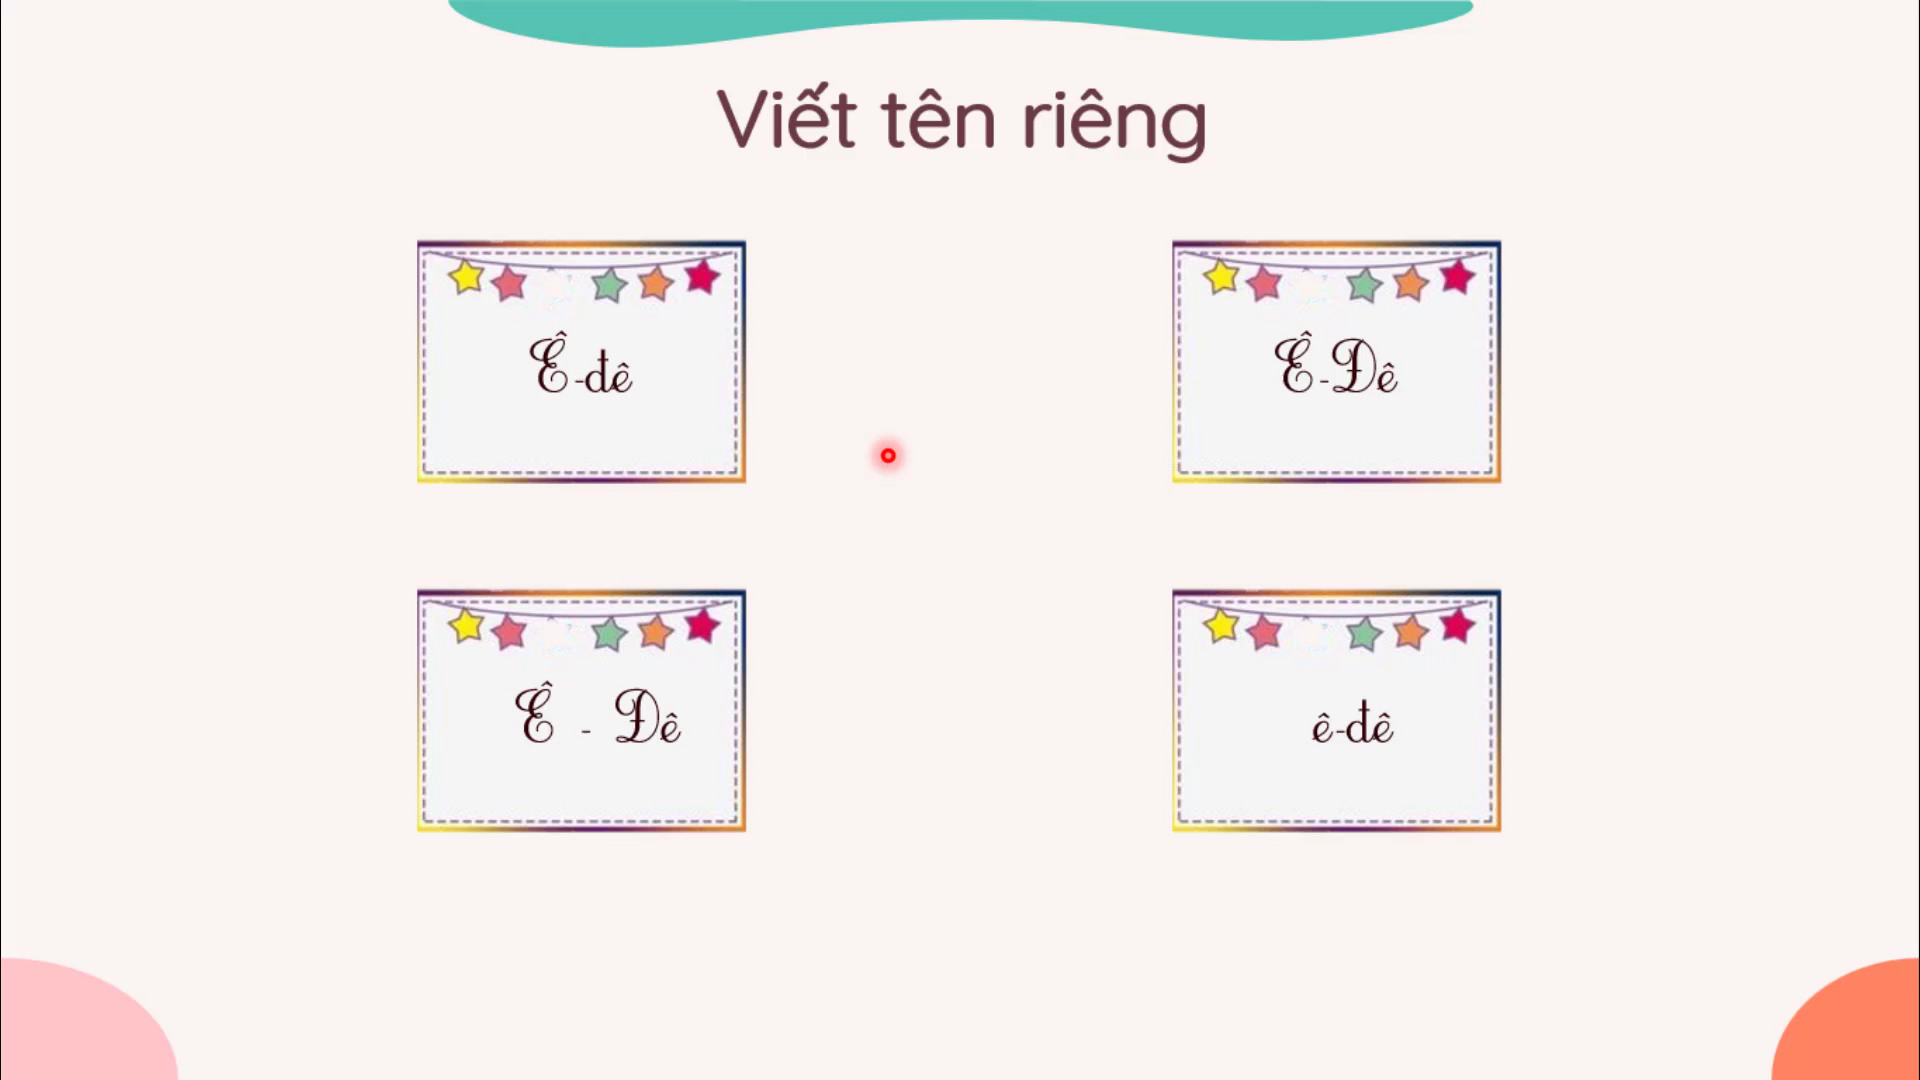 Viết tên riêng
Ê-đê
Ê-Đê
Ê - Đê
ê-đê